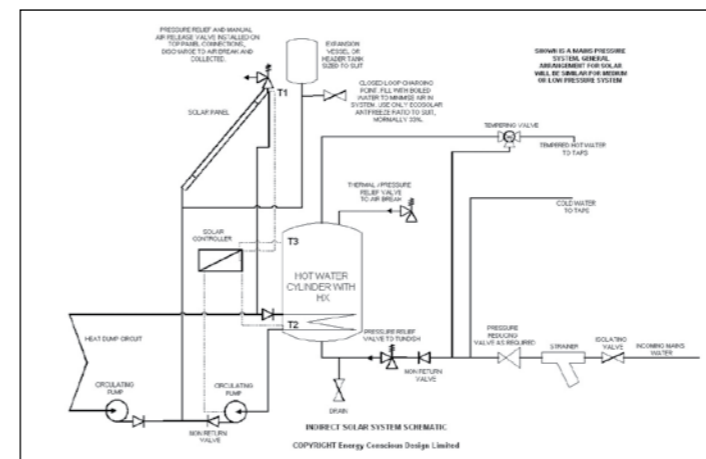 PRESSURE RELIEF AND MANUAL
AIR RELEASE VALVE INSTALLED ON
TOP PANEL CONNECTIONS,
DISCHARGE TO AIR BREAK AND
COLLECTED.
EXPANSION
VESSEL OR
HEADER TANK
SIZED TO SUIT
SHOWN IS A MAINS PRESSURE
SYSTEM, GENERAL
ARRANGEMENT FOR SOLAR
WILL BE SIMILAR FOR MEDIUM
OR LOW PRESSURE SYSTEM
T1
CLOSED LOOP CHARGING
POINT. FILL WITH BOILED
WATER TO MINIMISE AIR IN
SYSTEM. USE ONLY ECOSOLAR
ANTIFREEZE RATIO TO SUIT,
NORMALLY 33%.
SOLAR PANEL
TEMPERING VALVE
TEMPERED HOT WATER
TO TAPS
THERMAL / PRESSURE
RELIEF VALVE
TO AIR BREAK
COLD WATER
TO TAPS
SOLAR
CONTROLLER
T3
HOT WATER
CYLINDER WITH
HX
T2
HEAT DUMP CIRCUIT
PRESSURE RELIEF
VALVE TO TUNDISH
PRESSURE
REDUCING
VALVE AS REQUIRED
STRAINER
ISOLATING
VALVE
INCOMING MAINS
WATER
NON RETURN
VALVE
CIRCULATING
PUMP
CIRCULATING
PUMP
DRAIN
NON RETURN
VALVE
INDIRECT SOLAR SYSTEM SCHEMATIC
COPYRIGHT Energy Conscious Design Limited